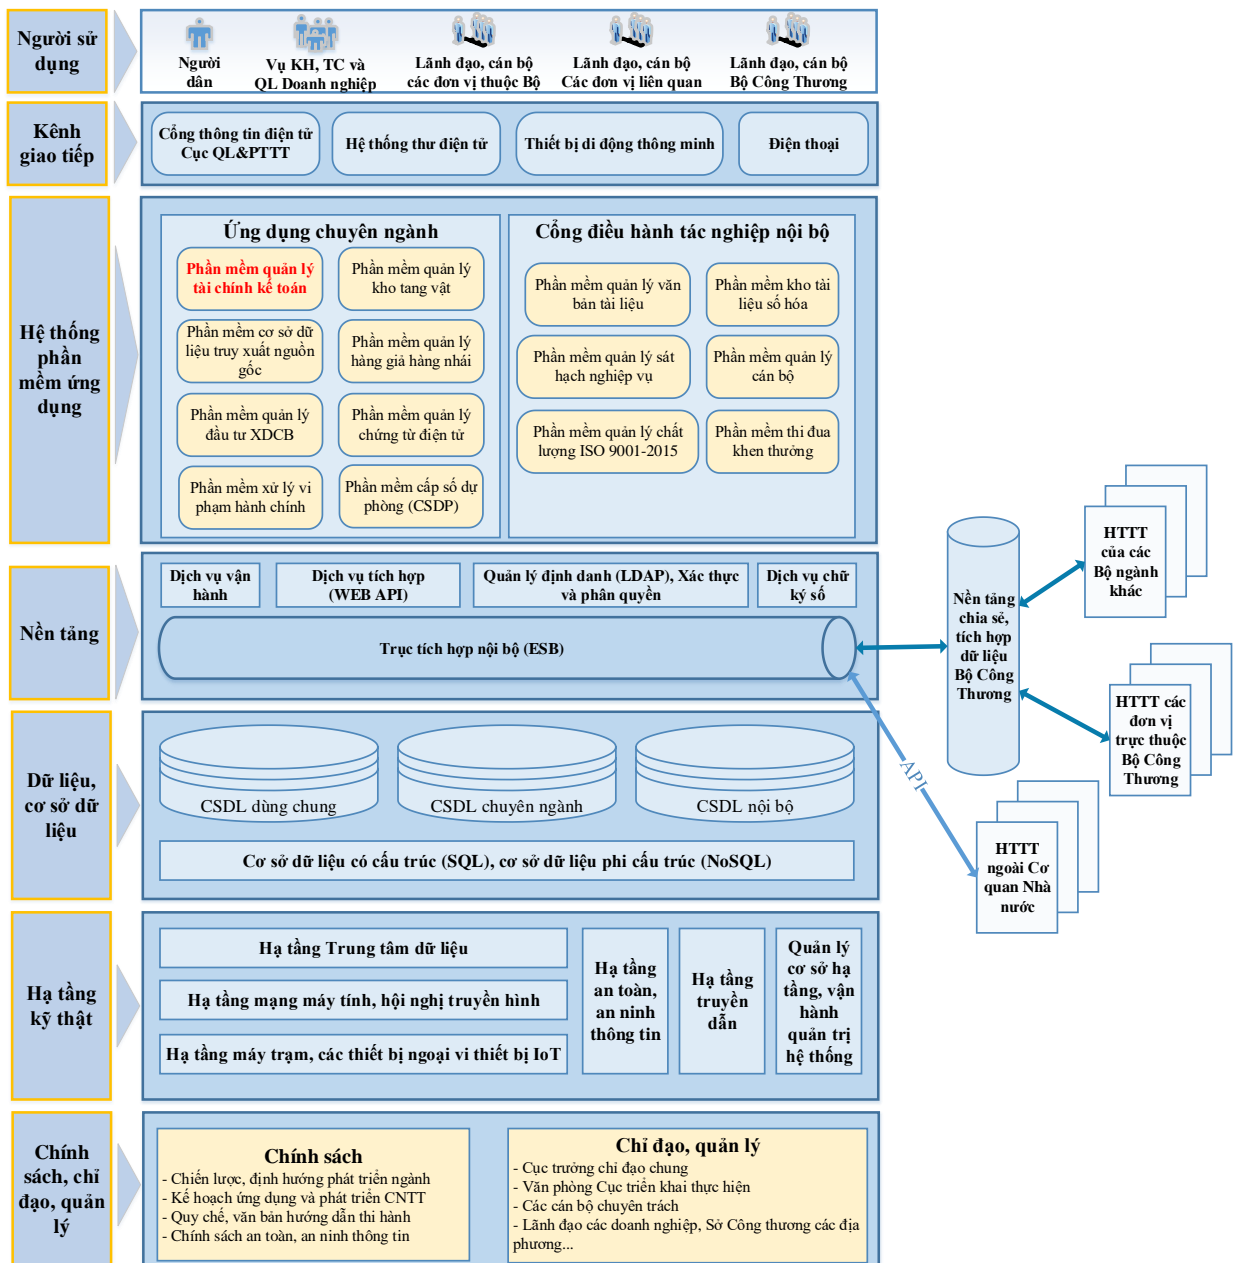 Người sử
dụng
Người
dân
Vụ KH, TC và
QL Doanh nghiệp
Lãnh đạo, cán bộ
các đơn vị thuộc Bộ
Lãnh đạo, cán bộ
Các đơn vị liên quan
Lãnh đạo, cán bộ
Bộ Công Thương
Kênh
giao tiếp
Cổng thông tin điện tử
Cục QL&PTTT
Hệ thống thư điện tử
Thiết bị di động thông minh
Điện thoại
Hệ thống
phần
mềm ứng
dụng
Ứng dụng chuyên ngành
Phần mềm quản lý
tài chính kế toán
Phần mềm quản lý
kho tang vật
Phần mềm cơ sở dữ
liệu truy xuất nguồn
gốc
Phần mềm quản lý
hàng giả hàng nhái
Phần mềm quản lý
đầu tư XDCB
Phần mềm quản lý
chứng từ điện tử
Phần mềm xử lý vi
phạm hành chính
Phần mềm cấp số dự
phòng (CSDP)
Cổng điều hành tác nghiệp nội bộ
Phần mềm quản lý văn
bản tài liệu
Phần mềm kho tài
liệu số hóa
Phần mềm quản lý sát
hạch nghiệp vụ
Phần mềm quản lý
cán bộ
Phần mềm quản lý chất
lượng ISO 9001-2015
Phần mềm thi đua
khen thưởng
Nền tảng
Dịch vụ vận
hành
Dịch vụ tích hợp
(WEB API)
Quản lý định danh (LDAP), Xác thực
và phân quyền
Dịch vụ chữ
ký số
Trục tích hợp nội bộ (ESB)
Nền tảng
chia sẻ,
tích hợp
dữ liệu
Bộ Công
Thương
HTTT
của các
Bộ ngành
khác
HTTT các
đơn vị
trực thuộc
Bộ Công
Thương
API
HTTT
ngoài Cơ
quan Nhà
nước
Dữ liệu,
cơ sở dữ
liệu
CSDL dùng chung
CSDL chuyên ngành
CSDL nội bộ
Cơ sở dữ liệu có cấu trúc (SQL), cơ sở dữ liệu phi cấu trúc (NoSQL)
Hạ tầng
kỹ thật
Hạ tầng Trung tâm dữ liệu
Hạ tầng mạng máy tính, hội nghị truyền hình
Hạ tầng máy trạm, các thiết bị ngoại vi thiết bị IoT
Hạ tầng
an toàn,
an ninh
thông tin
Hạ tầng
truyền
dẫn
Quản lý
cơ sở hạ
tầng, vận
hành
quản trị
hệ thống
Chính
sách, chỉ
đạo, quản
lý
Chính sách
- Chiến lược, định hướng phát triển ngành
- Kế hoạch ứng dụng và phát triển CNTT
- Quy chế, văn bản hướng dẫn thi hành
- Chính sách an toàn, an ninh thông tin
Chỉ đạo, quản lý
- Cục trưởng chỉ đạo chung
- Văn phòng Cục triển khai thực hiện
- Các cán bộ chuyên trách
- Lãnh đạo các doanh nghiệp, Sở Công thương các địa
phương...